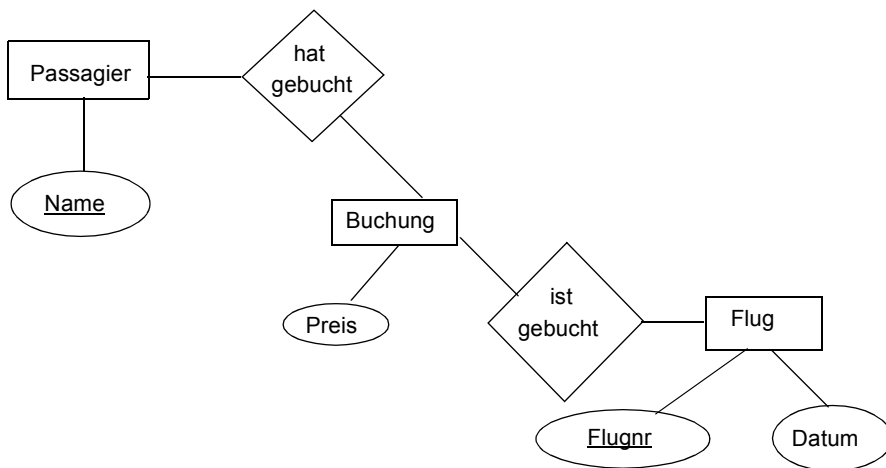 Passagier
hat
gebucht
Name
Buchung
Preis
ist
gebucht
Flug
Flugnr
Datum